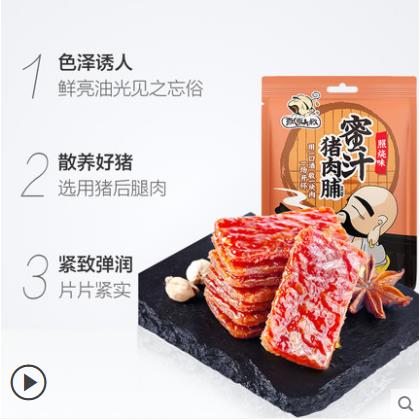 1
色泽诱人
鲜亮油光见之忘俗
2
散养好猪
选用猪后腿肉
3
紧致弹润
片片紧实
蜜汁
猪肉脯
照烧味